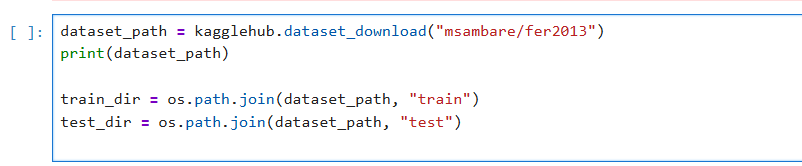 [ ]:
dataset_path = kagglehub.dataset_download("msambare/fer2013")
print(dataset_path)
train_dir = os.path.join(dataset_path, "train")
test_dir = os.path.join(dataset_path, "test")